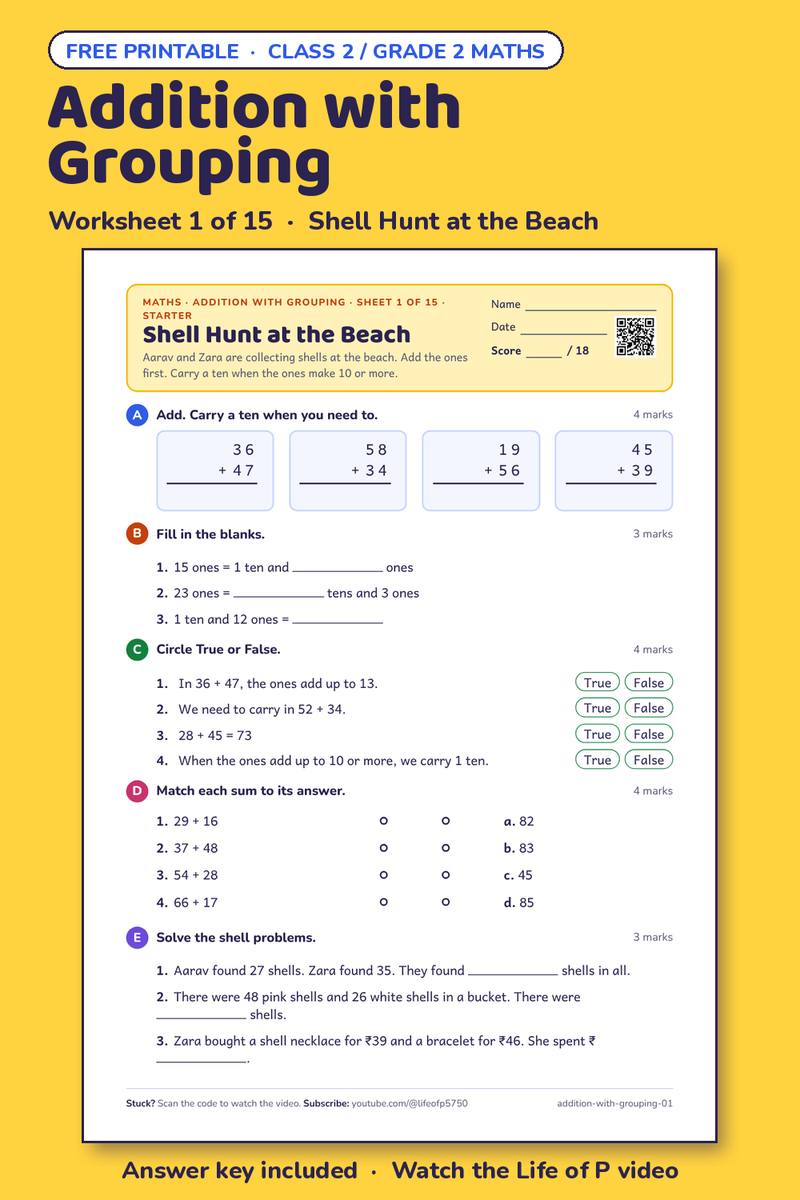 FREE PRINTABLE · CLASS 2 / GRADE 2 MATHS
Addition with
Grouping
Worksheet 1 of 15 · Shell Hunt at the Beach
MATHS · ADDITION WITH GROUPING · SHEET 1 OF 15 ·
STARTER
Shell Hunt at the Beach
Aarav and Zara are collecting shells at the beach. Add the ones
first. Carry a ten when the ones make 10 or more.
Name ____
Date ____
Score ____ / 18
A Add. Carry a ten when you need to. 4 marks
36 58 19 45
+ 47 + 34 + 56 + 39
B Fill in the blanks. 3 marks
1. 15 ones = 1 ten and ____ ones
2. 23 ones = ____ tens and 3 ones
3. 1 ten and 12 ones = ____
C Circle True or False. 4 marks
1. In 36 + 47, the ones add up to 13. True False
2. We need to carry in 52 + 34. True False
3. 28 + 45 = 73 True False
4. When the ones add up to 10 or more, we carry 1 ten. True False
D Match each sum to its answer. 4 marks
1. 29 + 16 a. 82
2. 37 + 48 b. 83
3. 54 + 28 c. 45
4. 66 + 17 d. 85
E Solve the shell problems. 3 marks
1. Aarav found 27 shells. Zara found 35. They found ____ shells in all.
2. There were 48 pink shells and 26 white shells in a bucket. There were
____ shells.
3. Zara bought a shell necklace for ₹39 and a bracelet for ₹46. She spent ₹
____.
Stuck? Scan the code to watch the video. Subscribe: youtube.com/@lifeofp5750 addition-with-grouping-01
Answer key included · Watch the Life of P video